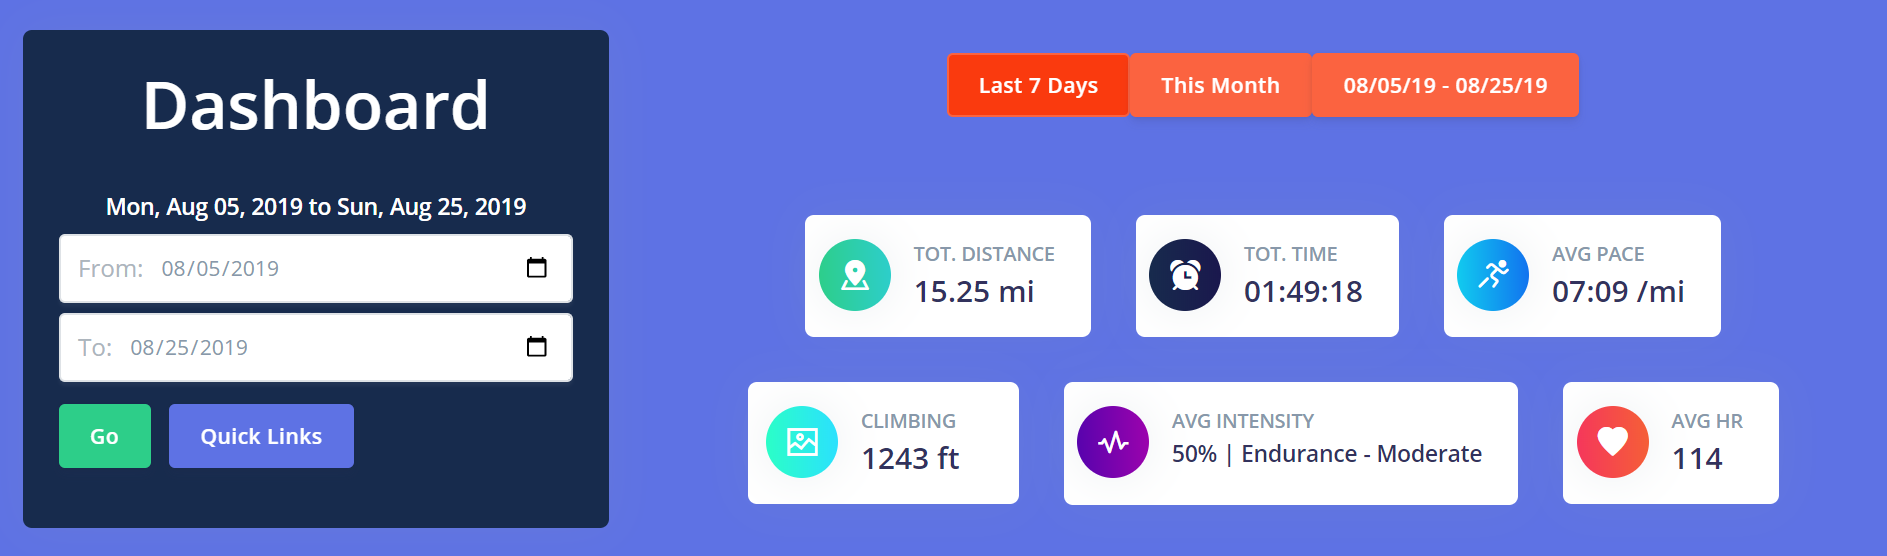 Dashboard
Mon, Aug 05, 2019 to Sun, Aug 25, 2019
From: 08/05/2019
To: 08/25/2019
Go
Quick Links
Last 7 Days
This Month
08/05/19 - 08/25/19
TOT. DISTANCE
15.25 mi
TOT. TIME
01:49:18
AVG PACE
07:09 /mi
CLIMBING
1243 ft
AVG INTENSITY
50% | Endurance - Moderate
AVG HR
114